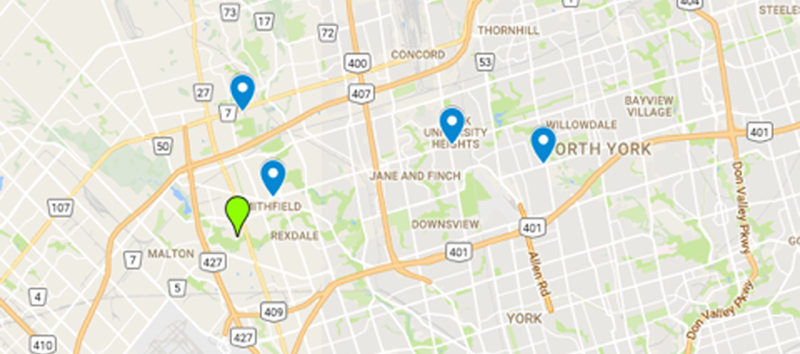 73
17
72
THORNHILL
404
STEELES
CONCORD
400
53
27
407
7
BAYVIEW
VILLAGE
UNIVERSITY
HEIGHTS
WILLOWDALE
401
50
ORTH YORK
JANE AND FINCH
107
ITHFIELD
REXDALE
DOWNSVIEW
401
401
Don Valley Pkwy
7
MALTON
427
5
Allen Rd
4
409
YORK
Don Valley Pkwy
427
410